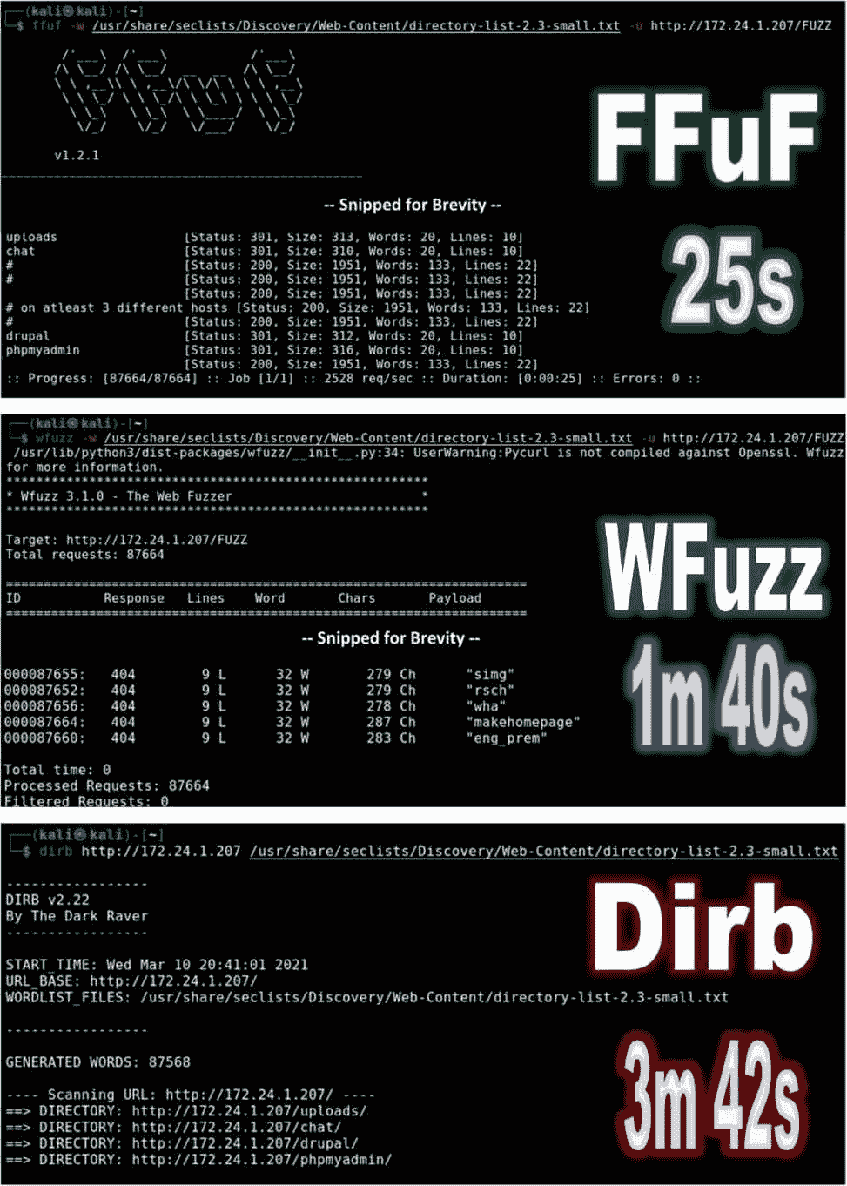 (kali㉿kali)-[~]
$ ffuf -w /usr/share/seclists/Discovery/Web-Content/directory-list-2.3-small.txt -u http://172.24.1.207/FUZZ
v1.2.1
FFuF
-- Snipped for Brevity --
25s
uploads [Status: 301, Size: 313, Words: 20, Lines: 10]
chat [Status: 301, Size: 310, Words: 20, Lines: 10]
# [Status: 200, Size: 1951, Words: 133, Lines: 22]
# [Status: 200, Size: 1951, Words: 133, Lines: 22]
[Status: 200, Size: 1951, Words: 133, Lines: 22]
# on atleast 3 different hosts [Status: 200, Size: 1951, Words: 133, Lines: 22]
# [Status: 200, Size: 1951, Words: 133, Lines: 22]
drupal [Status: 301, Size: 312, Words: 20, Lines: 10]
phpmyadmin [Status: 301, Size: 316, Words: 20, Lines: 10]
[Status: 200, Size: 1951, Words: 133, Lines: 22]
:: Progress: [87664/87664] :: Job [1/1] :: 2528 req/sec :: Duration: [0:00:25] :: Errors: 0 ::
(kali㉿kali)-[~]
$ wfuzz -w /usr/share/seclists/Discovery/Web-Content/directory-list-2.3-small.txt -u http://172.24.1.207/FUZZ
/usr/lib/python3/dist-packages/wfuzz/__init__.py:34: UserWarning:Pycurl is not compiled against Openssl. Wfuzz
for more information.
********************************************************
* Wfuzz 3.1.0 - The Web Fuzzer *
********************************************************
Target: http://172.24.1.207/FUZZ
Total requests: 87664
WFuzz
=====================================================================
ID Response Lines Word Chars Payload
=====================================================================
-- Snipped for Brevity --
1m 40s
000087655: 404 9 L 32 W 279 Ch "simg"
000087652: 404 9 L 32 W 279 Ch "rsch"
000087656: 404 9 L 32 W 278 Ch "wha"
000087664: 404 9 L 32 W 287 Ch "makehomepage"
000087660: 404 9 L 32 W 283 Ch "eng_prem"
Total time: 0
Processed Requests: 87664
Filtered Requests: 0
(kali㉿kali)-[~]
$ dirb http://172.24.1.207 /usr/share/seclists/Discovery/Web-Content/directory-list-2.3-small.txt
-----------------
DIRB v2.22
By The Dark Raver
-----------------
Dirb
START_TIME: Wed Mar 10 20:41:01 2021
URL_BASE: http://172.24.1.207/
WORDLIST_FILES: /usr/share/seclists/Discovery/Web-Content/directory-list-2.3-small.txt
-----------------
GENERATED WORDS: 87568
3m 42s
---- Scanning URL: http://172.24.1.207/ ----
==> DIRECTORY: http://172.24.1.207/uploads/
==> DIRECTORY: http://172.24.1.207/chat/
==> DIRECTORY: http://172.24.1.207/drupal/
==> DIRECTORY: http://172.24.1.207/phpmyadmin/